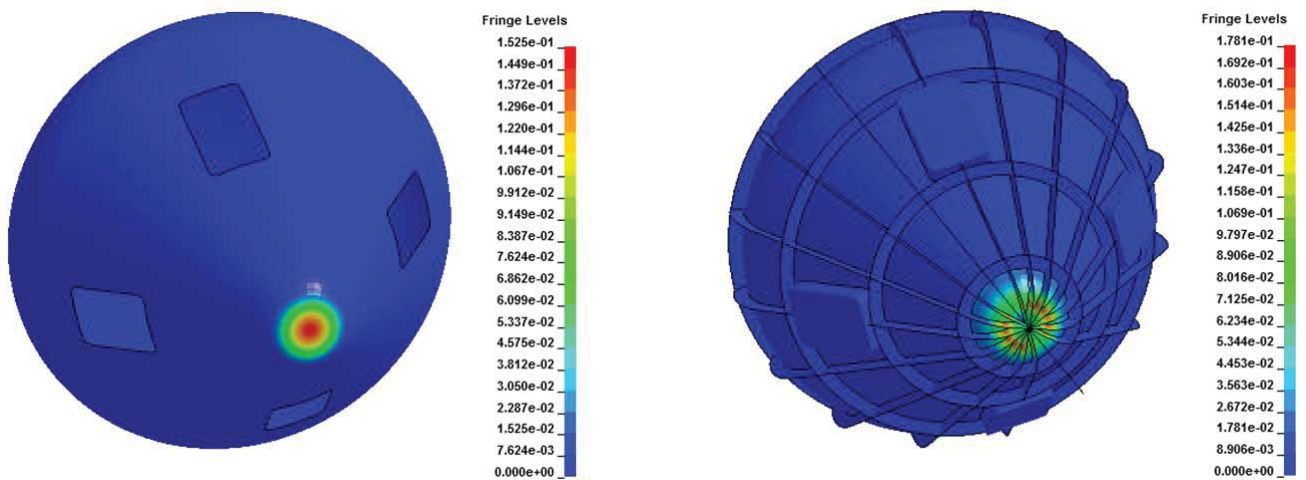 Fringe Levels
1.525e-01
1.449e-01
1.372e-01
1.296e-01
1.220e-01
1.144e-01
1.067e-01
9.912e-02
9.149e-02
8.387e-02
7.624e-02
6.862e-02
6.099e-02
5.337e-02
4.575e-02
3.812e-02
3.050e-02
2.287e-02
1.525e-02
7.624e-03
0.000e+00
Fringe Levels
1.781e-01
1.692e-01
1.603e-01
1.514e-01
1.425e-01
1.336e-01
1.247e-01
1.158e-01
1.069e-01
9.797e-02
8.906e-02
8.016e-02
7.125e-02
6.234e-02
5.344e-02
4.453e-02
3.563e-02
2.672e-02
1.781e-02
8.906e-03
0.000e+00